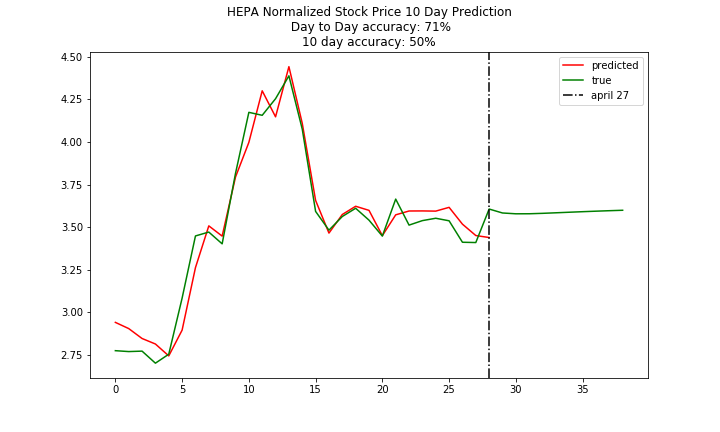 HEPA Normalized Stock Price 10 Day Prediction
Day to Day accuracy: 71%
10 day accuracy: 50%
4.50
4.25
4.00
3.75
3.50
3.25
3.00
2.75
predicted
true
april 27
0 5 10 15 20 25 30 35